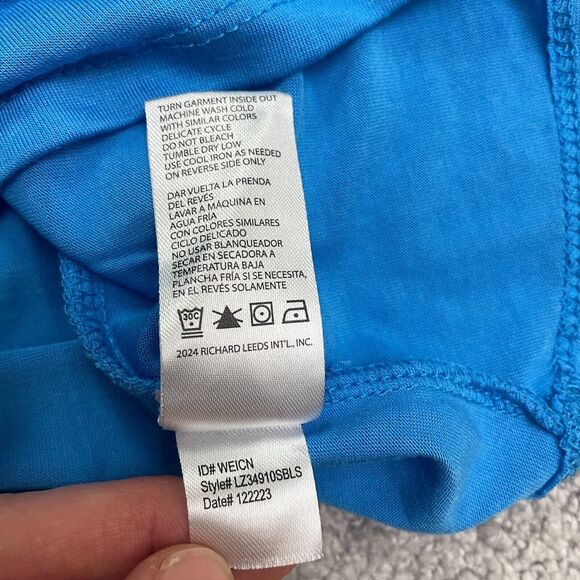 TURN GARMENT INSIDE OUT
MACHINE WASH COLD
WITH SIMILAR COLORS
DELICATE CYCLE
DO NOT BLEACH
TUMBLE DRY LOW
USE COOL IRON AS NEEDED
ON REVERSE SIDE ONLY
DAR VUELTA LA PRENDA
DEL REVÉS
LAVAR A MAQUINA EN
AGUA FRÍA
CON COLORES SIMILARES
CICLO DELICADO
NO USAR BLANQUEADOR
SECAR EN SECADORA A
TEMPERATURA BAJA
PLANCHA FRÍA SI SE NECESITA,
EN EL REVÉS SOLAMENTE
30C
2024 RICHARD LEEDS INT'L., INC.
ID# WEICN
Style# LZ34910SBLS
Date# 122223